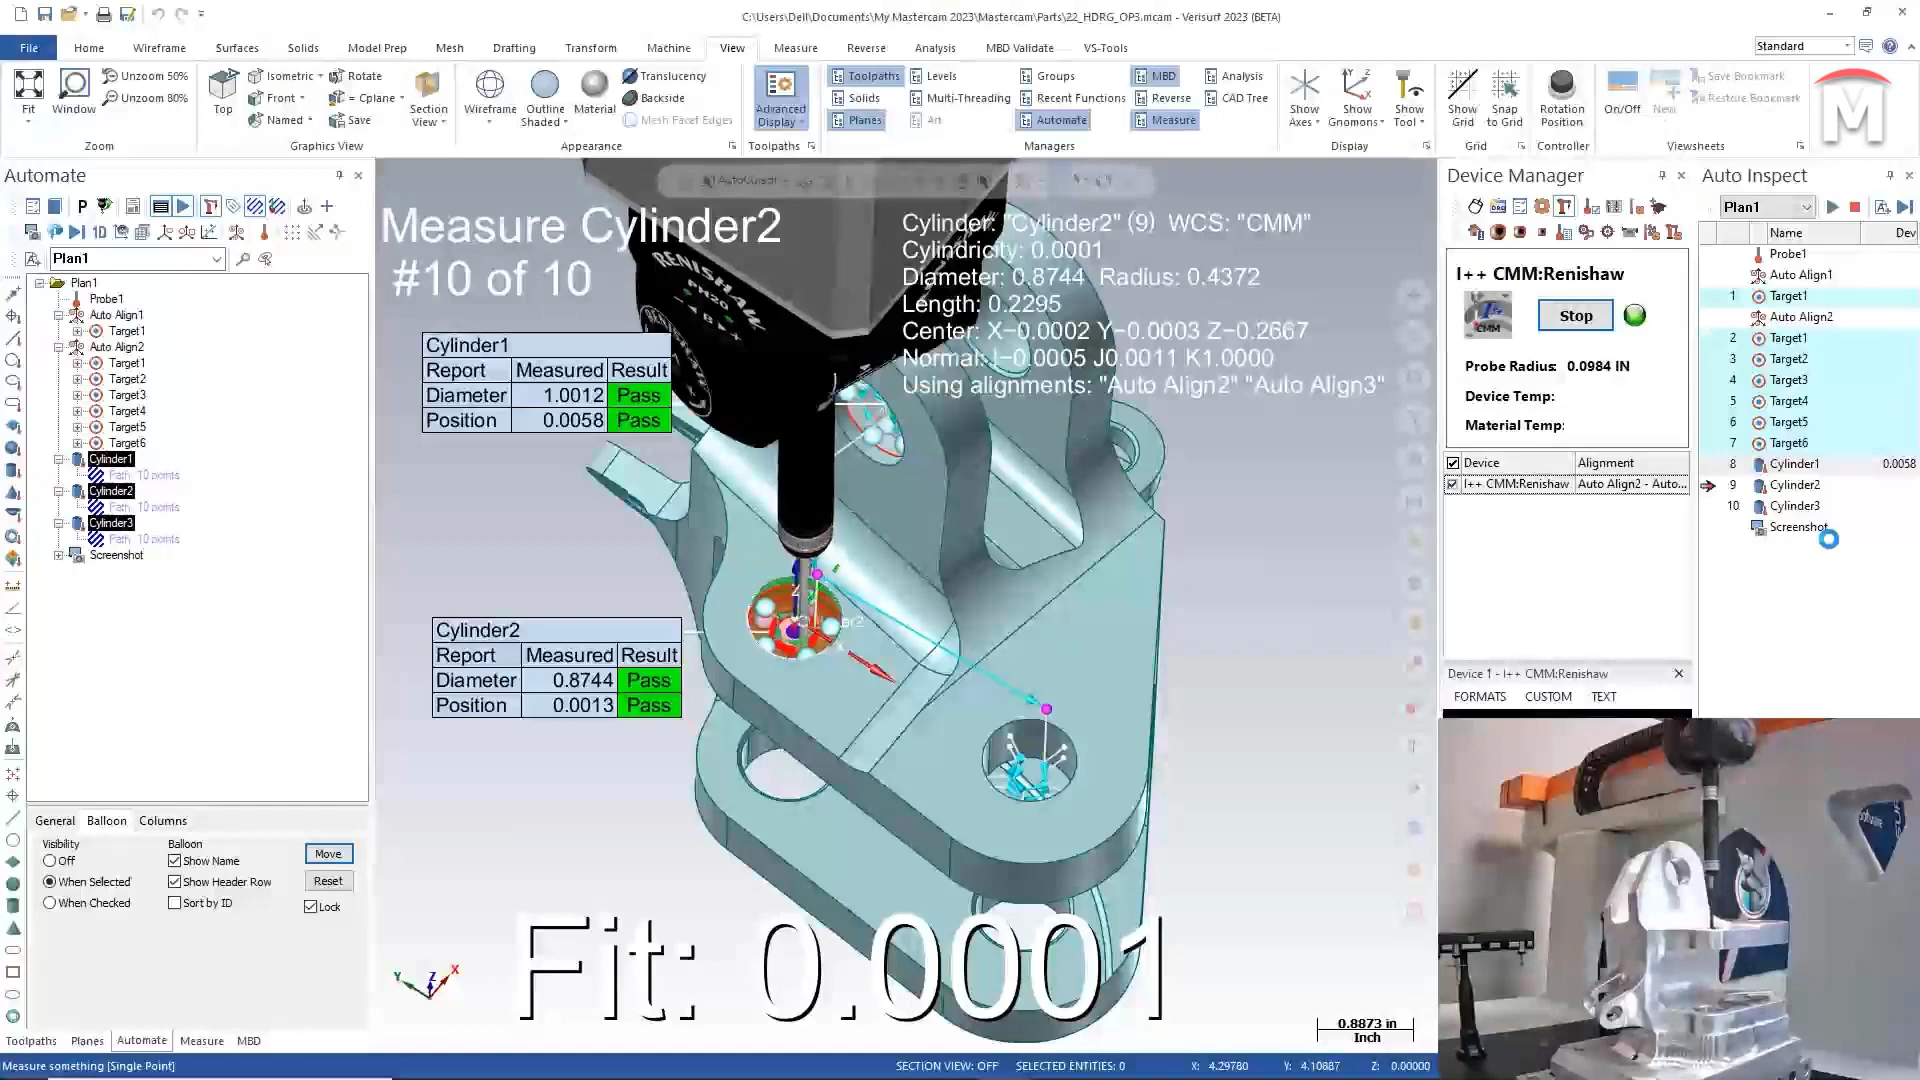 C:\Users\Dell\Documents\My Mastercam 2023\Mastercam\Parts\22_HDRG_OP3.mcam - Verisurf 2023 (BETA)
File Home Wireframe Surfaces Solids Model Prep Mesh Drafting Transform Machine View Measure Reverse Analysis MBD Validate VS-Tools
Standard
Fit
Window
Unzoom 50%
Unzoom 80%
Zoom
Top
Isometric
Front
Named
Rotate
= Cplane
Save
Section View
Graphics View
Wireframe
Outline Shaded
Material
Translucency
Backside
Mesh Facet Edges
Appearance
Advanced Display
Toolpaths
Toolpaths
Solids
Planes
Levels
Multi-Threading
Art
Groups
Recent Functions
Automate
MBD
Reverse
Measure
Analysis
CAD Tree
Managers
Show Axes
Show Gnomons
Show Tool
Display
Show Grid
Snap to Grid
Grid
Rotation Position
Controller
On/Off
New
Save Bookmark
Restore Bookmark
Viewsheets
M
Automate
P
1D
Plan1
Plan1
Probe1
Auto Align1
Target1
Auto Align2
Target1
Target2
Target3
Target4
Target5
Target6
Cylinder1
Path 10 points
Cylinder2
Path 10 points
Cylinder3
Path 10 points
Screenshot
General Balloon Columns
Visibility
Off
When Selected
When Checked
Balloon
Show Name
Show Header Row
Sort by ID
Move
Reset
Lock
Toolpaths Planes Automate Measure MBD
Measure something [Single Point]
AutoCursor
Measure Cylinder2
#10 of 10
RENISHAW
PH20
Cylinder: "Cylinder2" (9) WCS: "CMM"
Cylindricity: 0.0001
Diameter: 0.8744 Radius: 0.4372
Length: 0.2295
Center: X-0.0002 Y-0.0003 Z-0.2667
Normal: I-0.0005 J0.0011 K1.0000
Using alignments: "Auto Align2" "Auto Align3"
Cylinder1
Report Measured Result
Diameter 1.0012 Pass
Position 0.0058 Pass
Cylinder2
Report Measured Result
Diameter 0.8744 Pass
Position 0.0013 Pass
Z
Fit: 0.0001
Y Z X
0.8873 in
Inch
SECTION VIEW: OFF SELECTED ENTITIES: 0 X: 4.29780 Y: 4.10887 Z: 0.00000
Device Manager
I++ CMM:Renishaw
CMM
Stop
Probe Radius: 0.0984 IN
Device Temp:
Material Temp:
Device Alignment
I++ CMM:Renishaw Auto Align2 - Auto...
Device 1 - I++ CMM:Renishaw
FORMATS CUSTOM TEXT
Auto Inspect
Plan1
Name Dev
Probe1
Auto Align1
1 Target1
Auto Align2
2 Target1
3 Target2
4 Target3
5 Target4
6 Target5
7 Target6
8 Cylinder1 0.0058
9 Cylinder2
10 Cylinder3
Screenshot